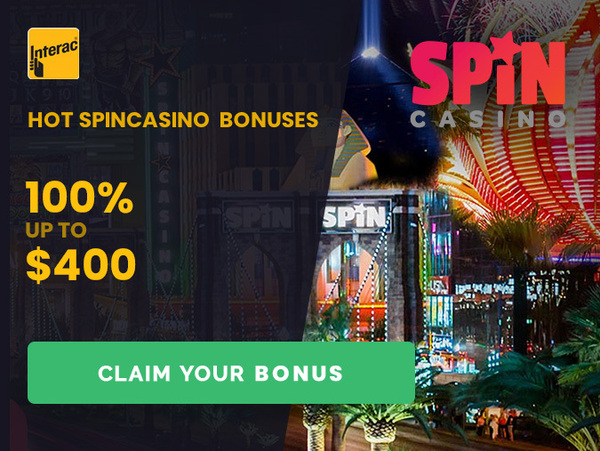 Interac
SPIN
CASINO
HOT SPINCASINO BONUSES
100%
UP TO
$400
SPIN
SPIN
CLAIM YOUR BONUS